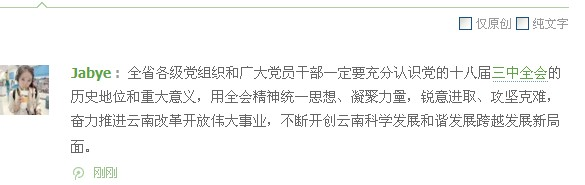 仅原创 纯文字
Jabye：全省各级党组织和广大党员干部一定要充分认识党的十八届三中全会的
历史地位和重大意义，用全会精神统一思想、凝聚力量，锐意进取、攻坚克难，
奋力推进云南改革开放伟大事业，不断开创云南科学发展和谐发展跨越发展新局
面。
刚刚